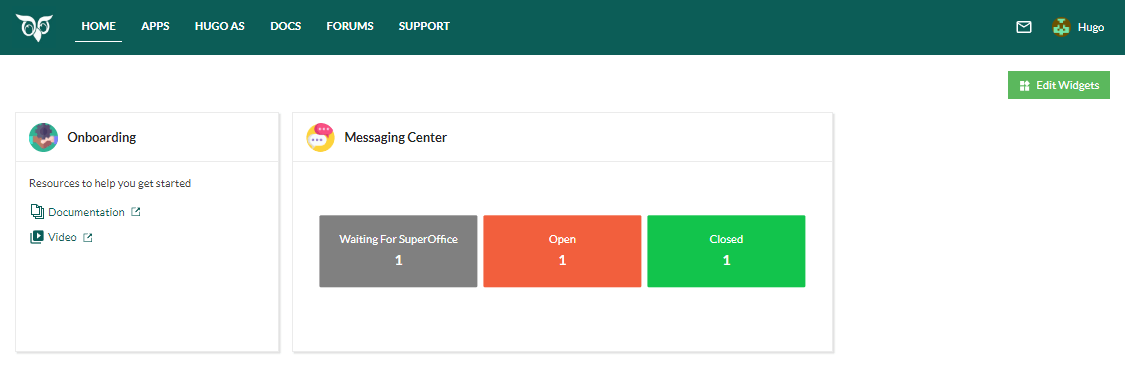 HOME APPS HUGO AS DOCS FORUMS SUPPORT Hugo
Edit Widgets
Onboarding
Messaging Center
Resources to help you get started
Documentation
Video
Waiting For SuperOffice
1
Open
1
Closed
1